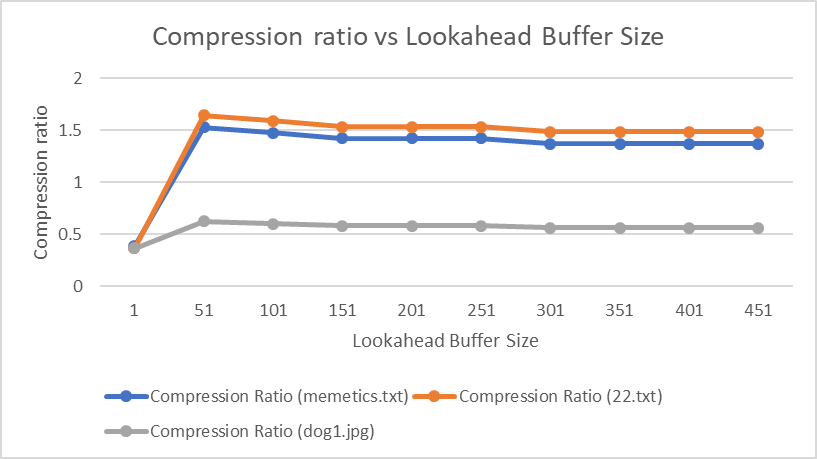 Compression ratio vs Lookahead Buffer Size
Compression ratio
2
1.5
1
0.5
0
1 51 101 151 201 251 301 351 401 451
Lookahead Buffer Size
Compression Ratio (memetics.txt) Compression Ratio (22.txt)
Compression Ratio (dog1.jpg)